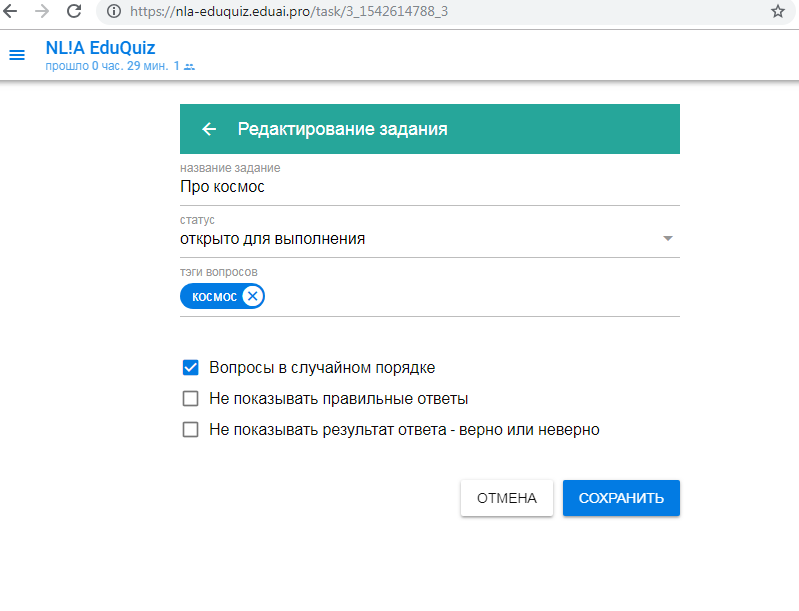 https://nla-eduquiz.eduai.pro/task/3_1542614788_3
NL!A EduQuiz
прошло 0 час. 29 мин. 1
Редактирование задания
название задание
Про космос
статус
открыто для выполнения
тэги вопросов
космос
Вопросы в случайном порядке
Не показывать правильные ответы
Не показывать результат ответа - верно или неверно
ОТМЕНА СОХРАНИТЬ